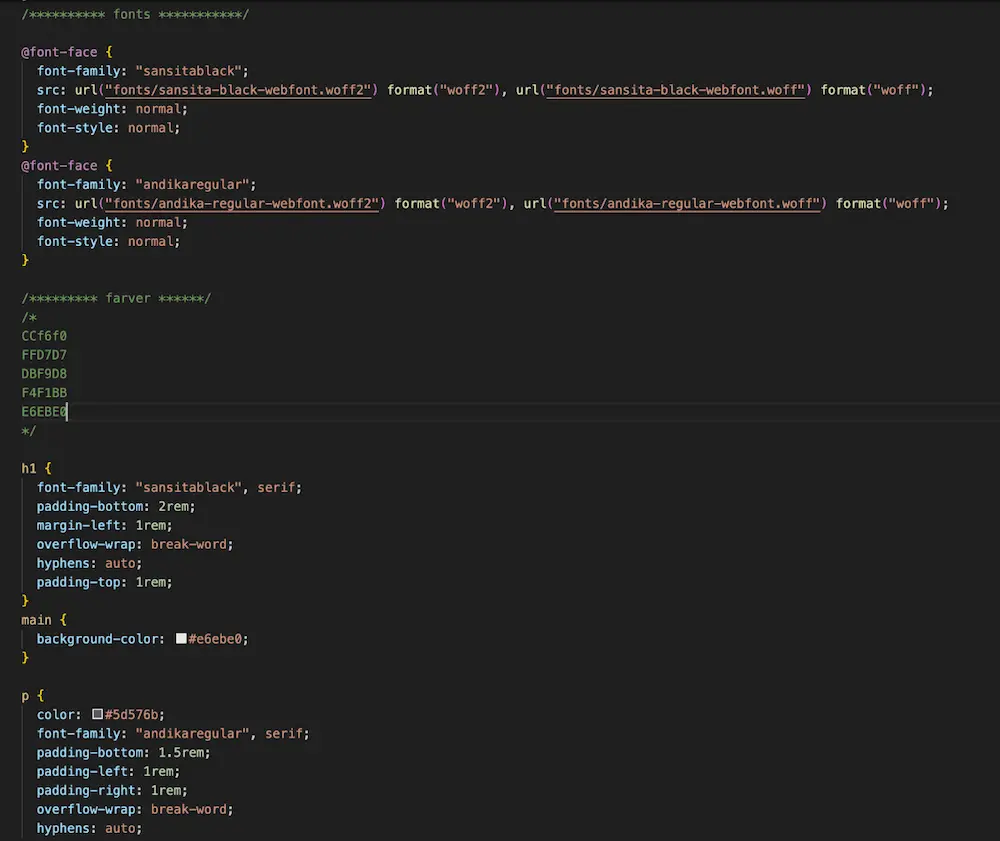 /********** fonts ***********/
@font-face {
font-family: "sansitablack";
src: url("fonts/sansita-black-webfont.woff2") format("woff2"), url("fonts/sansita-black-webfont.woff") format("woff");
font-weight: normal;
font-style: normal;
}
@font-face {
font-family: "andikaregular";
src: url("fonts/andika-regular-webfont.woff2") format("woff2"), url("fonts/andika-regular-webfont.woff") format("woff");
font-weight: normal;
font-style: normal;
}
/********* farver ******/
/*
CCf6f0
FFD7D7
DBF9D8
F4F1BB
E6EBE0
*/
h1 {
font-family: "sansitablack", serif;
padding-bottom: 2rem;
margin-left: 1rem;
overflow-wrap: break-word;
hyphens: auto;
padding-top: 1rem;
}
main {
background-color: #e6ebe0;
}
p {
color: #5d576b;
font-family: "andikaregular", serif;
padding-bottom: 1.5rem;
padding-left: 1rem;
padding-right: 1rem;
overflow-wrap: break-word;
hyphens: auto;